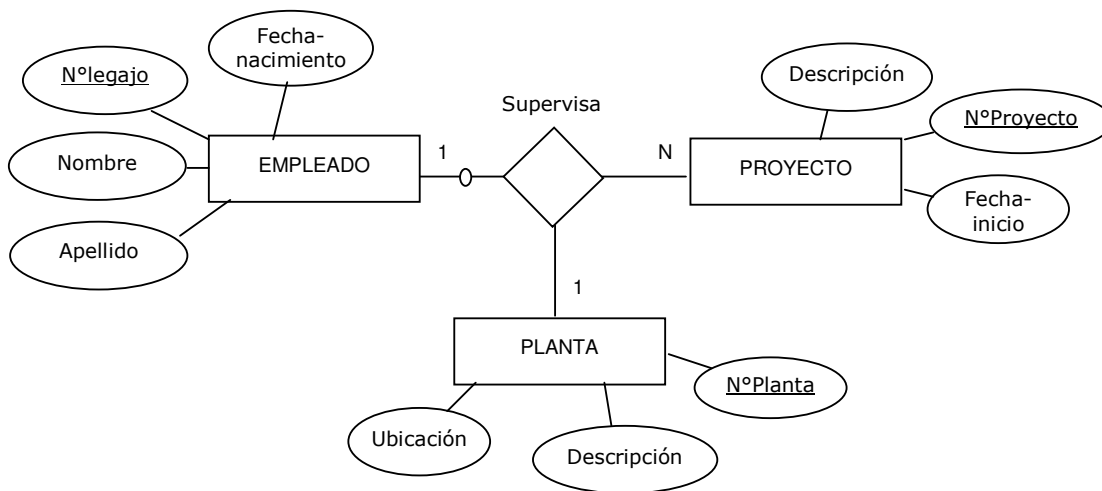 Fecha-
nacimiento
N°legajo
Descripción
Supervisa
N°Proyecto
Nombre
EMPLEADO
1
N
PROYECTO
Fecha-
inicio
Apellido
1
PLANTA
N°Planta
Ubicación
Descripción